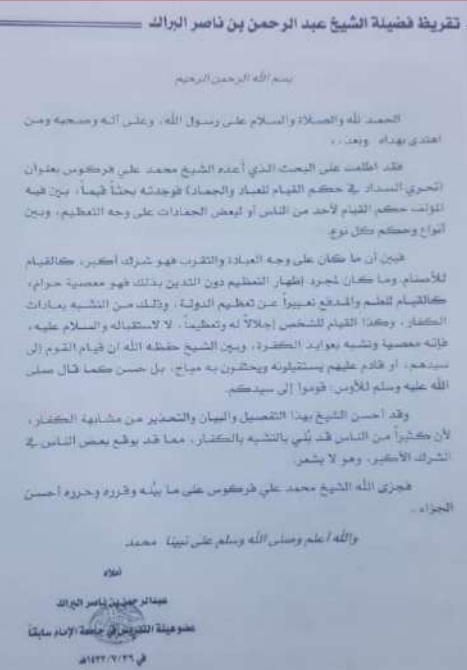 تقريظ فضيلة الشيخ عبد الرحمن بن ناصر البراك
بسم الله الرحمن الرحيم
الحمد لله والصلاة والسلام على رسول الله، وعلى آله وصحبه ومن
اهتدى بهداه وبعد..
فقد اطلعت على البحث الذي أعده الشيخ محمد علي فركوس بعنوان
(تحري السداد في حكم القيام للعباد والجماد) فوجدته بحثاً قيماً، بين فيه
المؤلف حكم القيام لأحد من الناس أو لبعض الجمادات على وجه التعظيم، وبين
أنواع وحكم كل نوع.
فبين أن ما كان على وجه العبادة والتقرب فهو شرك أكبر، كالقيام
للأصنام. وما كان لمجرد إظهار التعظيم دون التدين بذلك فهو معصية حرام،
كالقيام للعلم والمدفع تعبيراً عن تعظيم الدولة، وذلك من التشبه بعادات
الكفار، وكذا القيام للشخص إجلالاً له وتعظيماً، لا لاستقباله والسلام عليه،
فإنه معصية وتشبه بعوايد الكفرة، وبين الشيخ حفظه الله أن قيام القوم إلى
سيدهم، أو قادم عليهم يستقبلونه ويحتفون به مباح، بل حسن كما قال صلى
الله عليه وسلم للأوس: قوموا إلى سيدكم.
وقد أحسن الشيخ بهذا التفصيل والبيان والتحذير من مشابهة الكفار،
لأن كثيراً من الناس قد بُلي بالتشبه بالكفار، مما قد يوقع بعض الناس في
الشرك الأكبر، وهو لا يشعر.
فجزى الله الشيخ محمد علي فركوس على ما بيَّنه وقرره وحرره أحسن
الجزاء..
والله أعلم وصلى الله وسلم على نبينا محمد
أملاه
عبدالرحمن بن ناصر البراك
عضو هيئة التدريس في جامعة الإمام سابقاً
في ١٤٣٢/٧/٢٦هـ